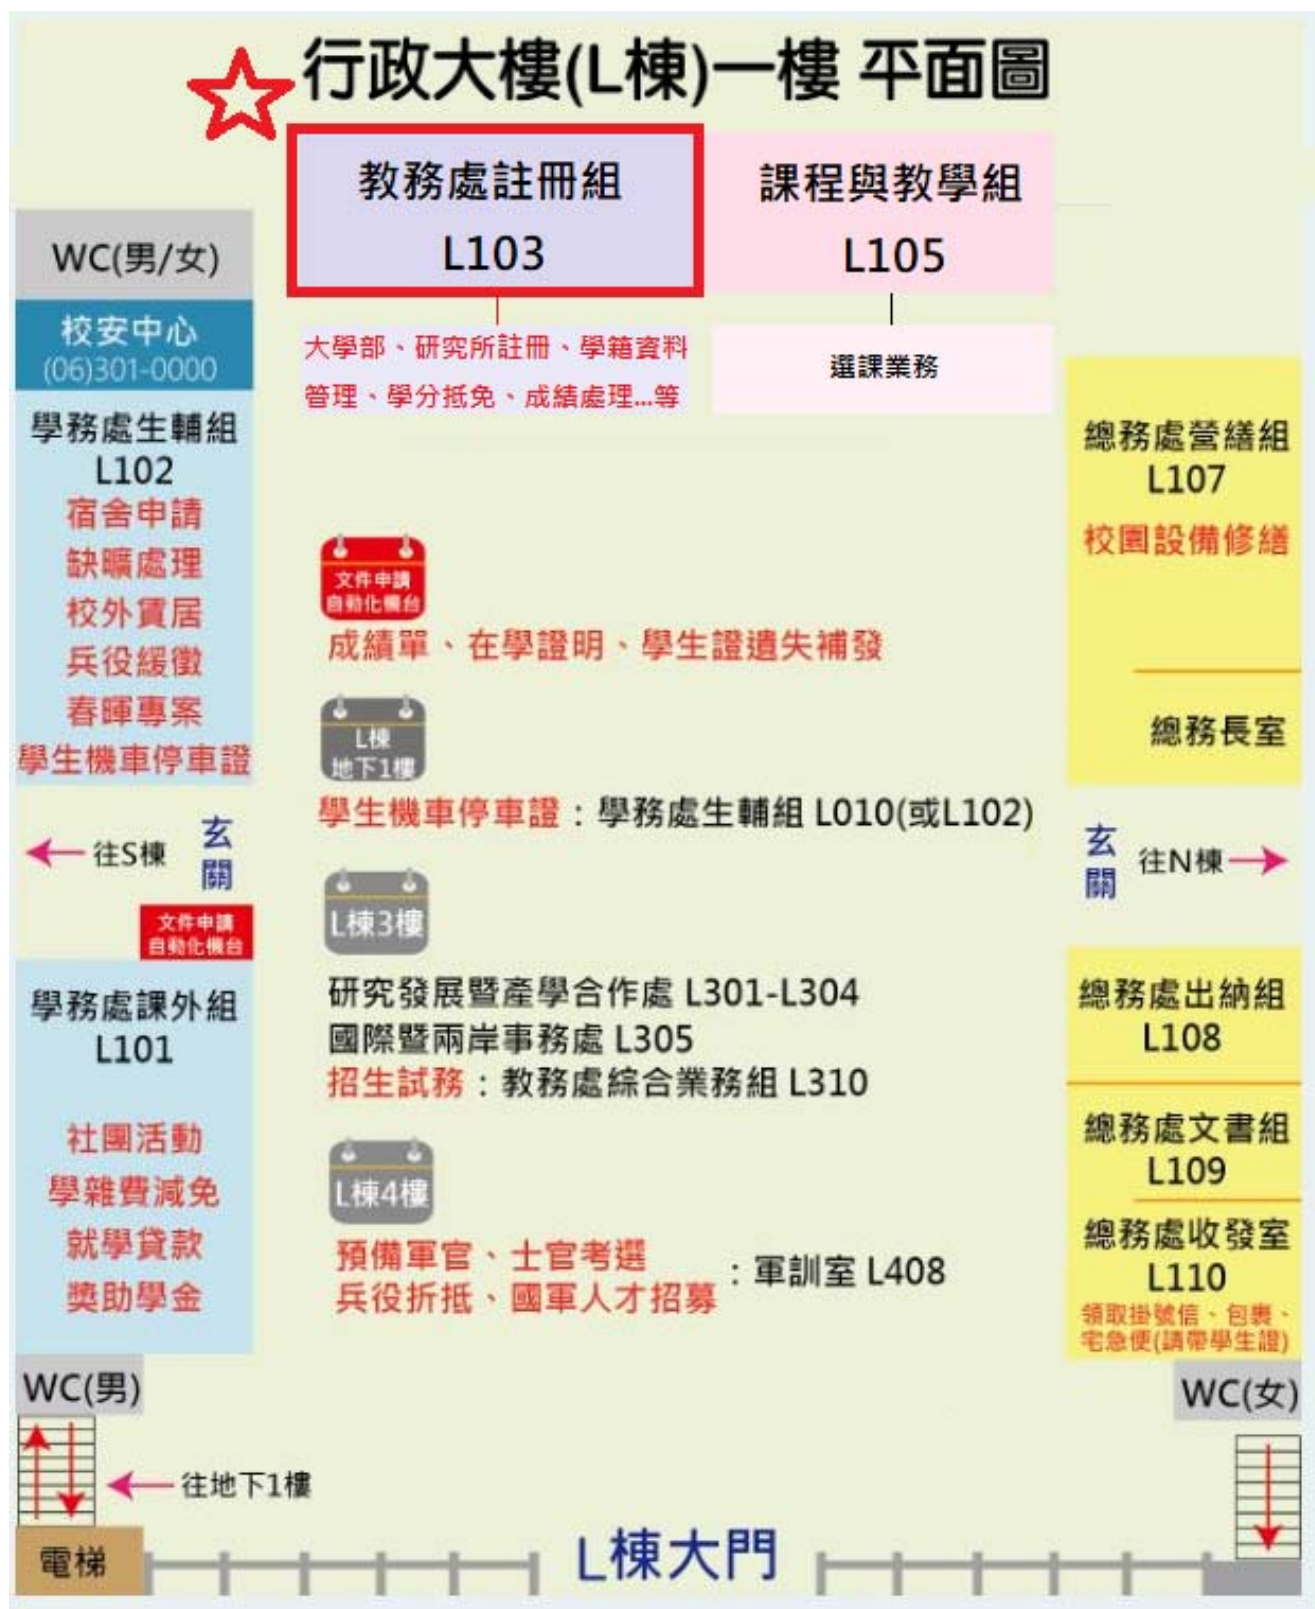 行政大樓(L棟)一樓 平面圖
教務處註冊組
L103
課程與教學組
L105
大學部、研究所註冊、學籍資料
管理、學分抵免、成績處理...等
選課業務
WC(男/女)
校安中心
(06)301-0000
學務處生輔組
L102
宿舍申請
缺曠處理
校外賃居
兵役緩徵
春暉專案
學生機車停車證
往S棟
玄
關
文件申請
自動化機台
學務處課外組
L101
社團活動
學雜費減免
就學貸款
獎助學金
WC(男)
往地下1樓
電梯
文件申請
自動化機台
成績單、在學證明、學生證遺失補發
L棟
地下1樓
學生機車停車證：學務處生輔組 L010(或L102)
L棟3樓
研究發展暨產學合作處 L301-L304
國際暨兩岸事務處 L305
招生試務：教務處綜合業務組 L310
L棟4樓
預備軍官、士官考選
兵役折抵、國軍人才招募
：軍訓室 L408
總務處營繕組
L107
校園設備修繕
總務長室
玄
關
往N棟
總務處出納組
L108
總務處文書組
L109
總務處收發室
L110
領取掛號信、包裹、
宅急便(請帶學生證)
WC(女)
L棟大門